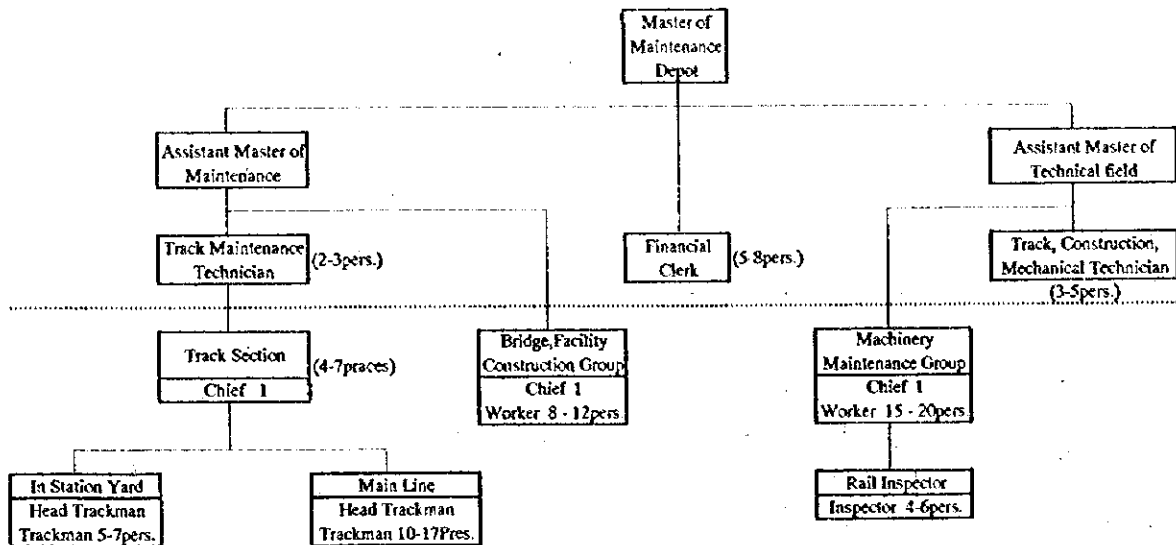 Master of
Maintenance
Depot
Assistant Master of
Maintenance
Assistant Master of
Technical field
Track Maintenance
Technician
(2-3pers.)
Financial
Clerk
(5-8pers.)
Track, Construction,
Mechanical Technician
(3-5pers.)
Track Section
Chief 1
(4-7praces)
Bridge,Facility
Construction Group
Chief 1
Worker 8 - 12pers.
Machinery
Maintenance Group
Chief 1
Worker 15 - 20pers.
In Station Yard
Head Trackman
Trackman 5-7pers.
Main Line
Head Trackman
Trackman 10-17Pres.
Rail Inspector
Inspector 4-6pers.